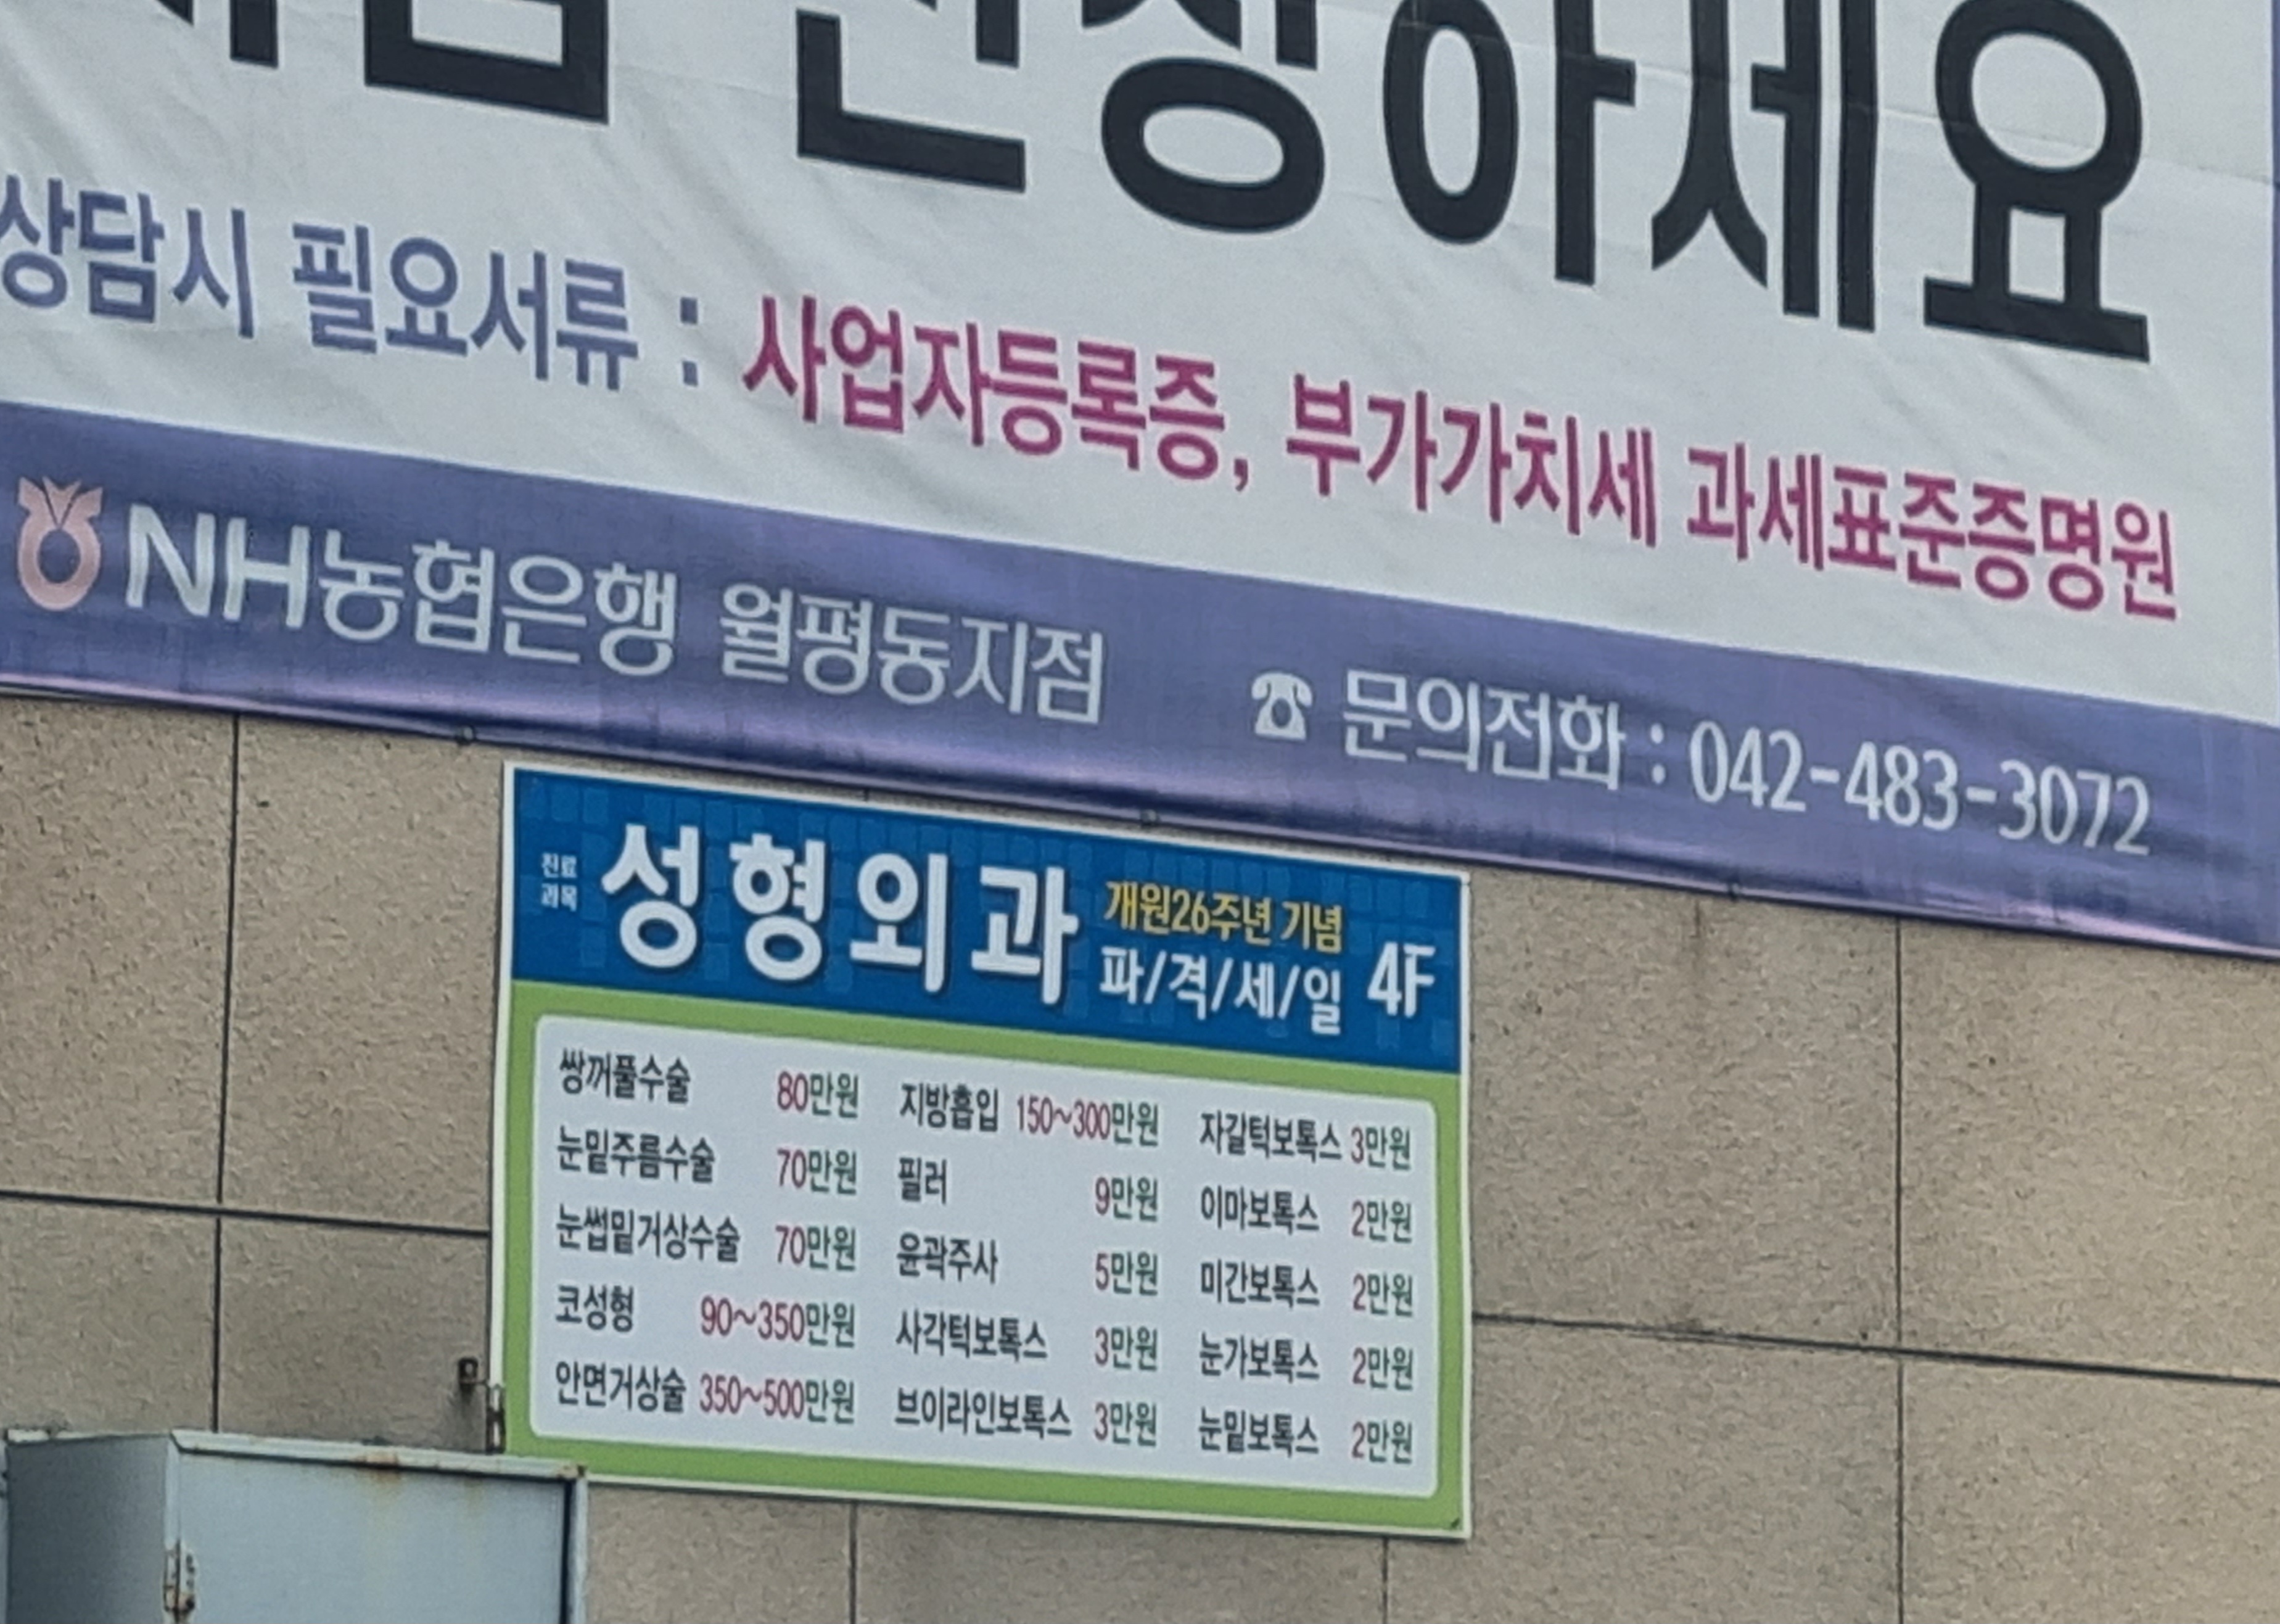 상담시 필요서류 : 사업자등록증, 부가가치세 과세표준증명원
NH농협은행 월평동지점 ☎ 문의전화 : 042-483-3072
진료
과목
성형외과
개원26주년 기념
파/격/세/일
4F
쌍꺼풀수술 80만원
눈밑주름수술 70만원
눈썹밑거상수술 70만원
코성형 90~350만원
안면거상술 350~500만원
지방흡입 150~300만원
필러 9만원
윤곽주사 5만원
사각턱보톡스 3만원
브이라인보톡스 3만원
자갈턱보톡스 3만원
이마보톡스 2만원
미간보톡스 2만원
눈가보톡스 2만원
눈밑보톡스 2만원